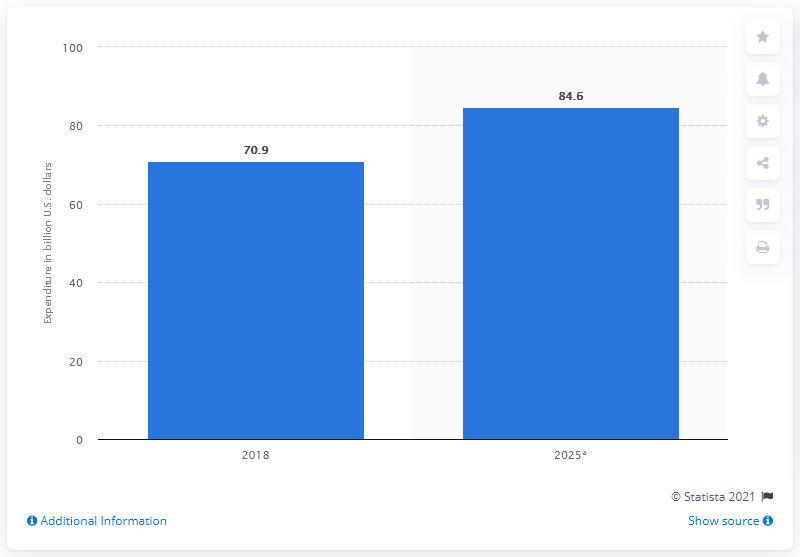 Expenditure in billion U.S. dollars
100
80
60
40
20
0
70.9
84.6
2018
2025*
© Statista 2021
Additional Information
Show source